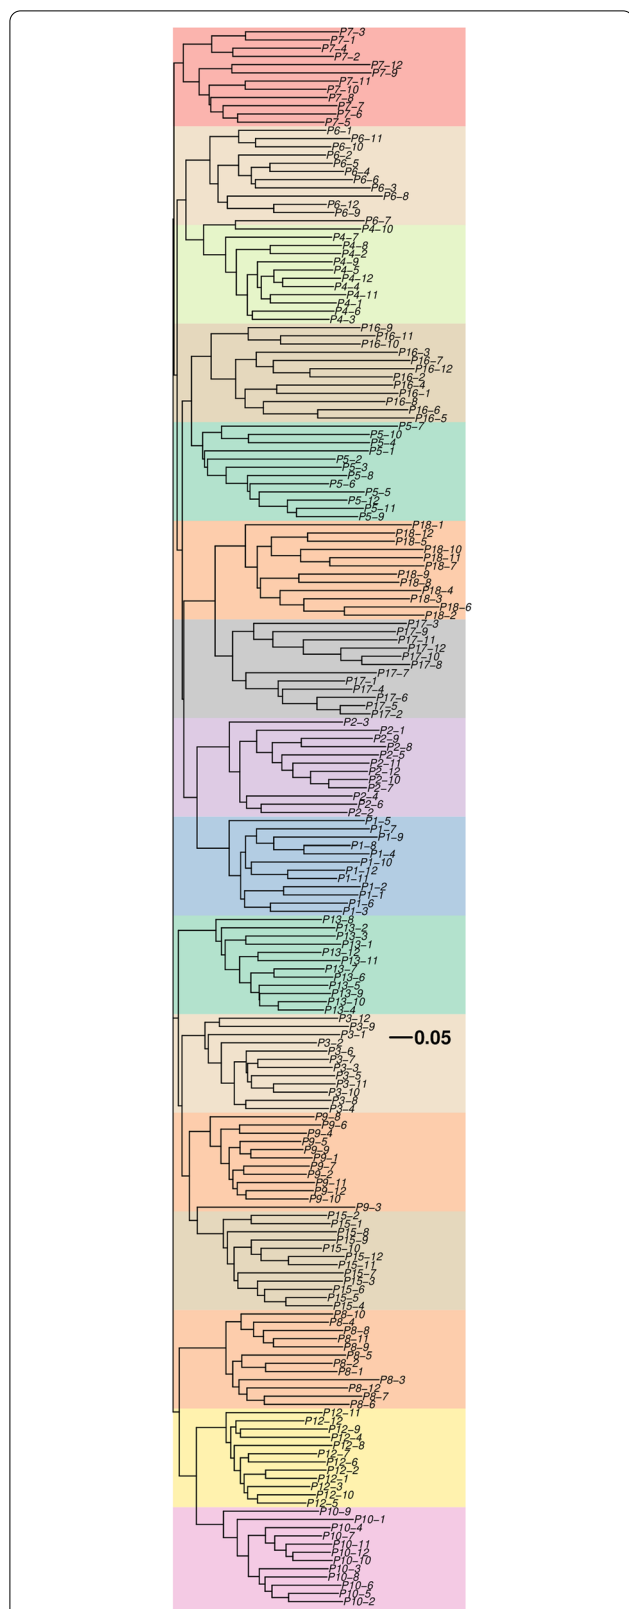 P7–3
P7–1
P7–4
P7–2
P7–12
P7–9
P7–11
P7–10
P7–8
P7–7
P7–6
P7–5
P6–1
P6–11
P6–10
P6–2
P6–5
P6–4
P6–6
P6–3
P6–8
P6–12
P6–9
P6–7
P4–10
P4–7
P4–8
P4–2
P4–9
P4–5
P4–12
P4–4
P4–11
P4–1
P4–6
P4–3
P16–9
P16–11
P16–10
P16–3
P16–7
P16–12
P16–2
P16–4
P16–1
P16–8
P16–6
P16–5
P5–7
P5–10
P5–4
P5–1
P5–2
P5–3
P5–8
P5–6
P5–5
P5–12
P5–11
P5–9
P18–1
P18–12
P18–5
P18–10
P18–11
P18–7
P18–9
P18–8
P18–4
P18–3
P18–6
P18–2
P17–3
P17–9
P17–11
P17–12
P17–10
P17–8
P17–7
P17–1
P17–4
P17–6
P17–5
P17–2
P2–3
P2–1
P2–9
P2–8
P2–5
P2–11
P2–12
P2–10
P2–7
P2–4
P2–6
P2–2
P1–5
P1–7
P1–9
P1–8
P1–4
P1–10
P1–12
P1–11
P1–2
P1–1
P1–6
P1–3
P13–8
P13–2
P13–3
P13–1
P13–12
P13–11
P13–7
P13–6
P13–5
P13–9
P13–10
P13–4
P3–12
P3–9
P3–1
0.05
P3–2
P3–6
P3–7
P3–3
P3–5
P3–11
P3–10
P3–8
P3–4
P9–8
P9–6
P9–4
P9–5
P9–9
P9–1
P9–7
P9–2
P9–11
P9–12
P9–10
P9–3
P15–2
P15–1
P15–8
P15–9
P15–10
P15–12
P15–11
P15–7
P15–3
P15–6
P15–5
P15–4
P8–10
P8–4
P8–8
P8–11
P8–9
P8–5
P8–2
P8–1
P8–3
P8–12
P8–7
P8–6
P12–11
P12–12
P12–9
P12–4
P12–8
P12–7
P12–6
P12–2
P12–1
P12–3
P12–10
P12–5
P10–9
P10–1
P10–4
P10–7
P10–11
P10–12
P10–10
P10–3
P10–8
P10–6
P10–5
P10–2